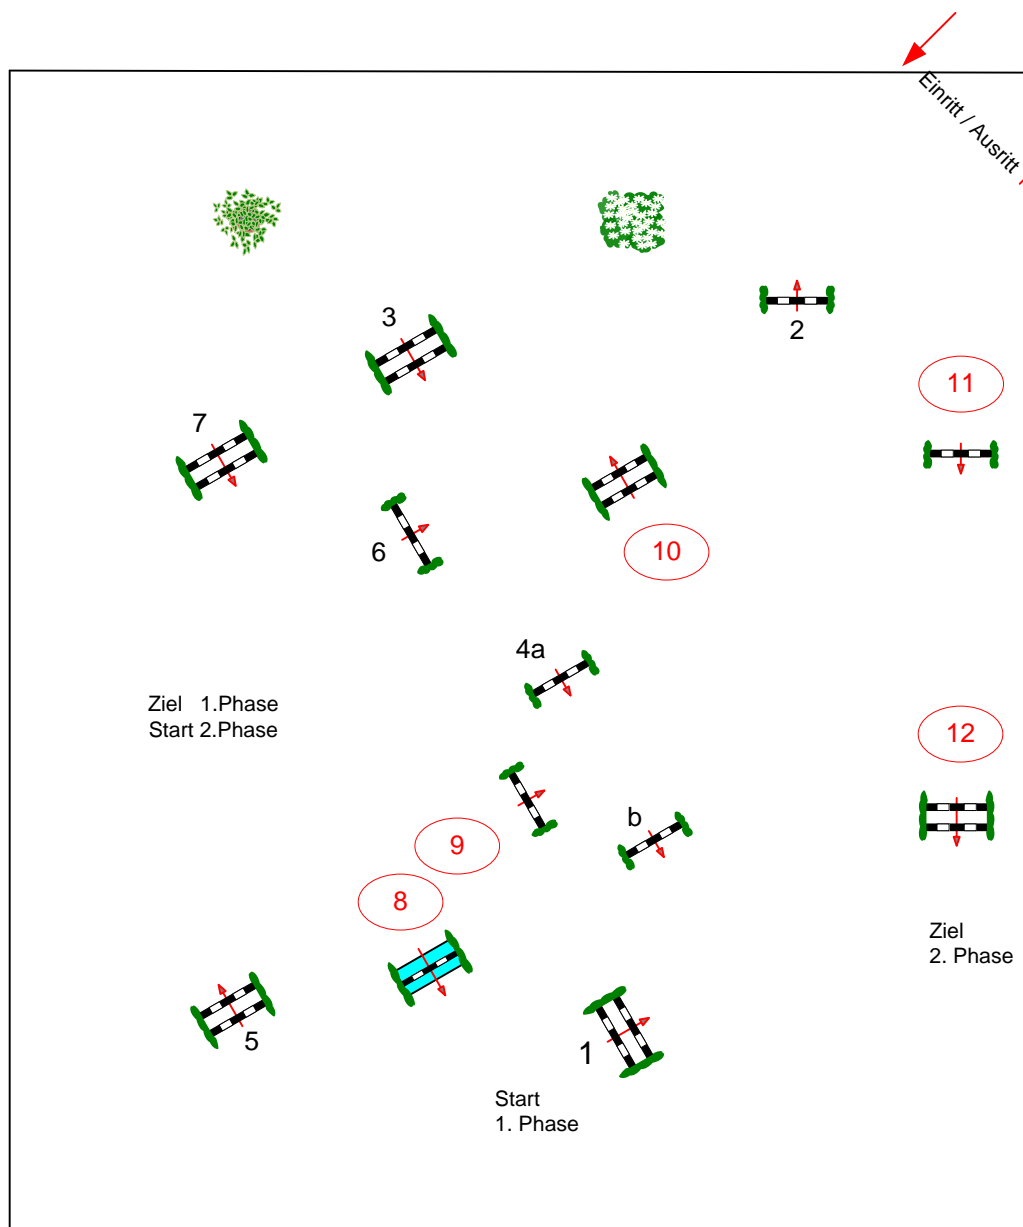 Einritt / Ausritt
3
2
11
7
6
10
4a
Ziel 1.Phase
Start 2.Phase
12
b
9
8
Ziel
2. Phase
5
1
Start
1. Phase